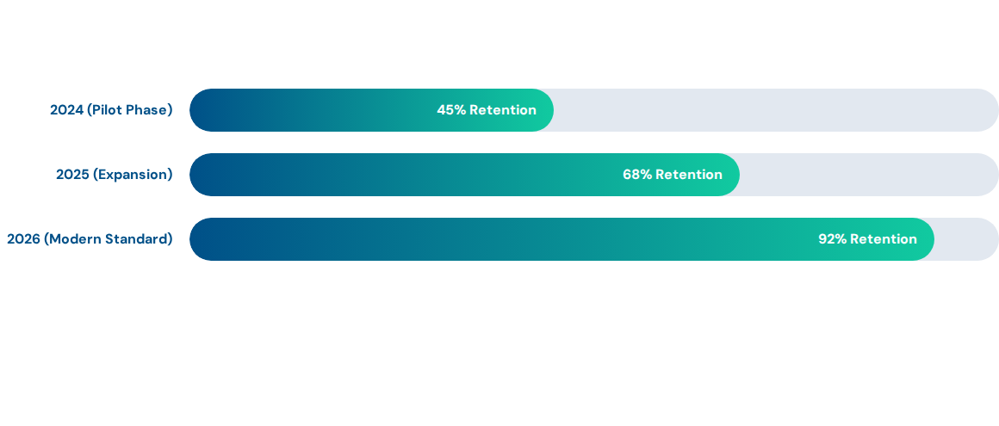 2024 (Pilot Phase) 45% Retention
2025 (Expansion) 68% Retention
2026 (Modern Standard) 92% Retention